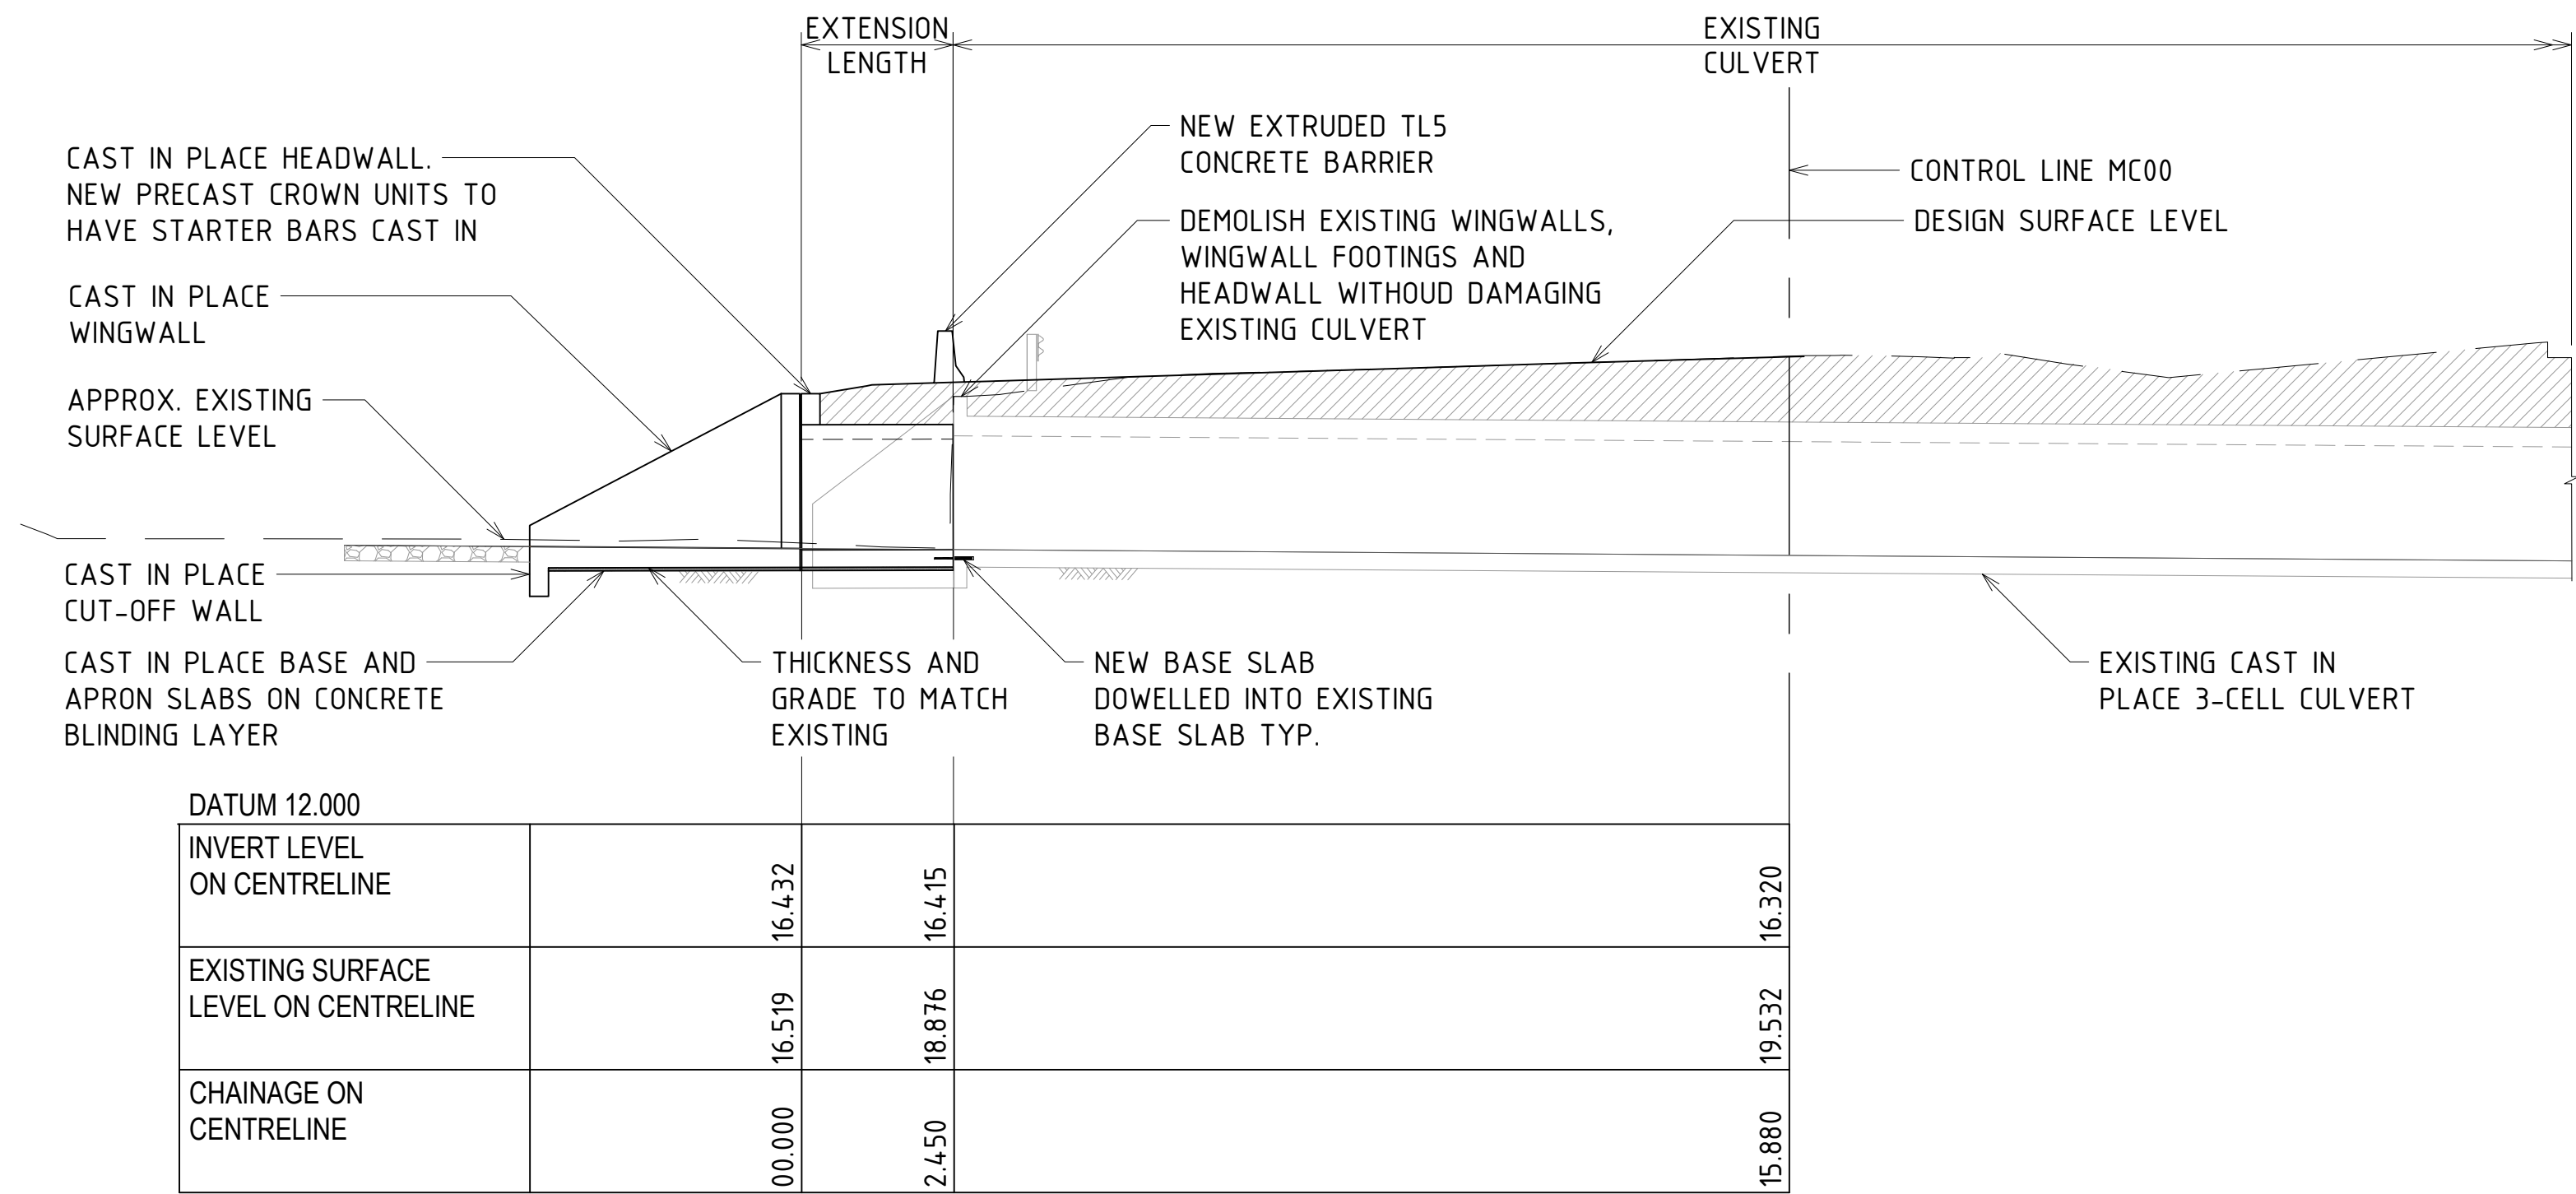 EXTENSION
LENGTH
EXISTING
CULVERT
CAST IN PLACE HEADWALL.
NEW PRECAST CROWN UNITS TO
HAVE STARTER BARS CAST IN
CAST IN PLACE
WINGWALL
APPROX. EXISTING
SURFACE LEVEL
NEW EXTRUDED TL5
CONCRETE BARRIER
DEMOLISH EXISTING WINGWALLS,
WINGWALL FOOTINGS AND
HEADWALL WITHOUD DAMAGING
EXISTING CULVERT
CONTROL LINE MC00
DESIGN SURFACE LEVEL
CAST IN PLACE
CUT-OFF WALL
CAST IN PLACE BASE AND
APRON SLABS ON CONCRETE
BLINDING LAYER
THICKNESS AND
GRADE TO MATCH
EXISTING
NEW BASE SLAB
DOWELLED INTO EXISTING
BASE SLAB TYP.
EXISTING CAST IN
PLACE 3-CELL CULVERT
DATUM 12.000
INVERT LEVEL
ON CENTRELINE
16.432
16.415
16.320
EXISTING SURFACE
LEVEL ON CENTRELINE
16.519
18.876
19.532
CHAINAGE ON
CENTRELINE
00.000
2.450
15.880